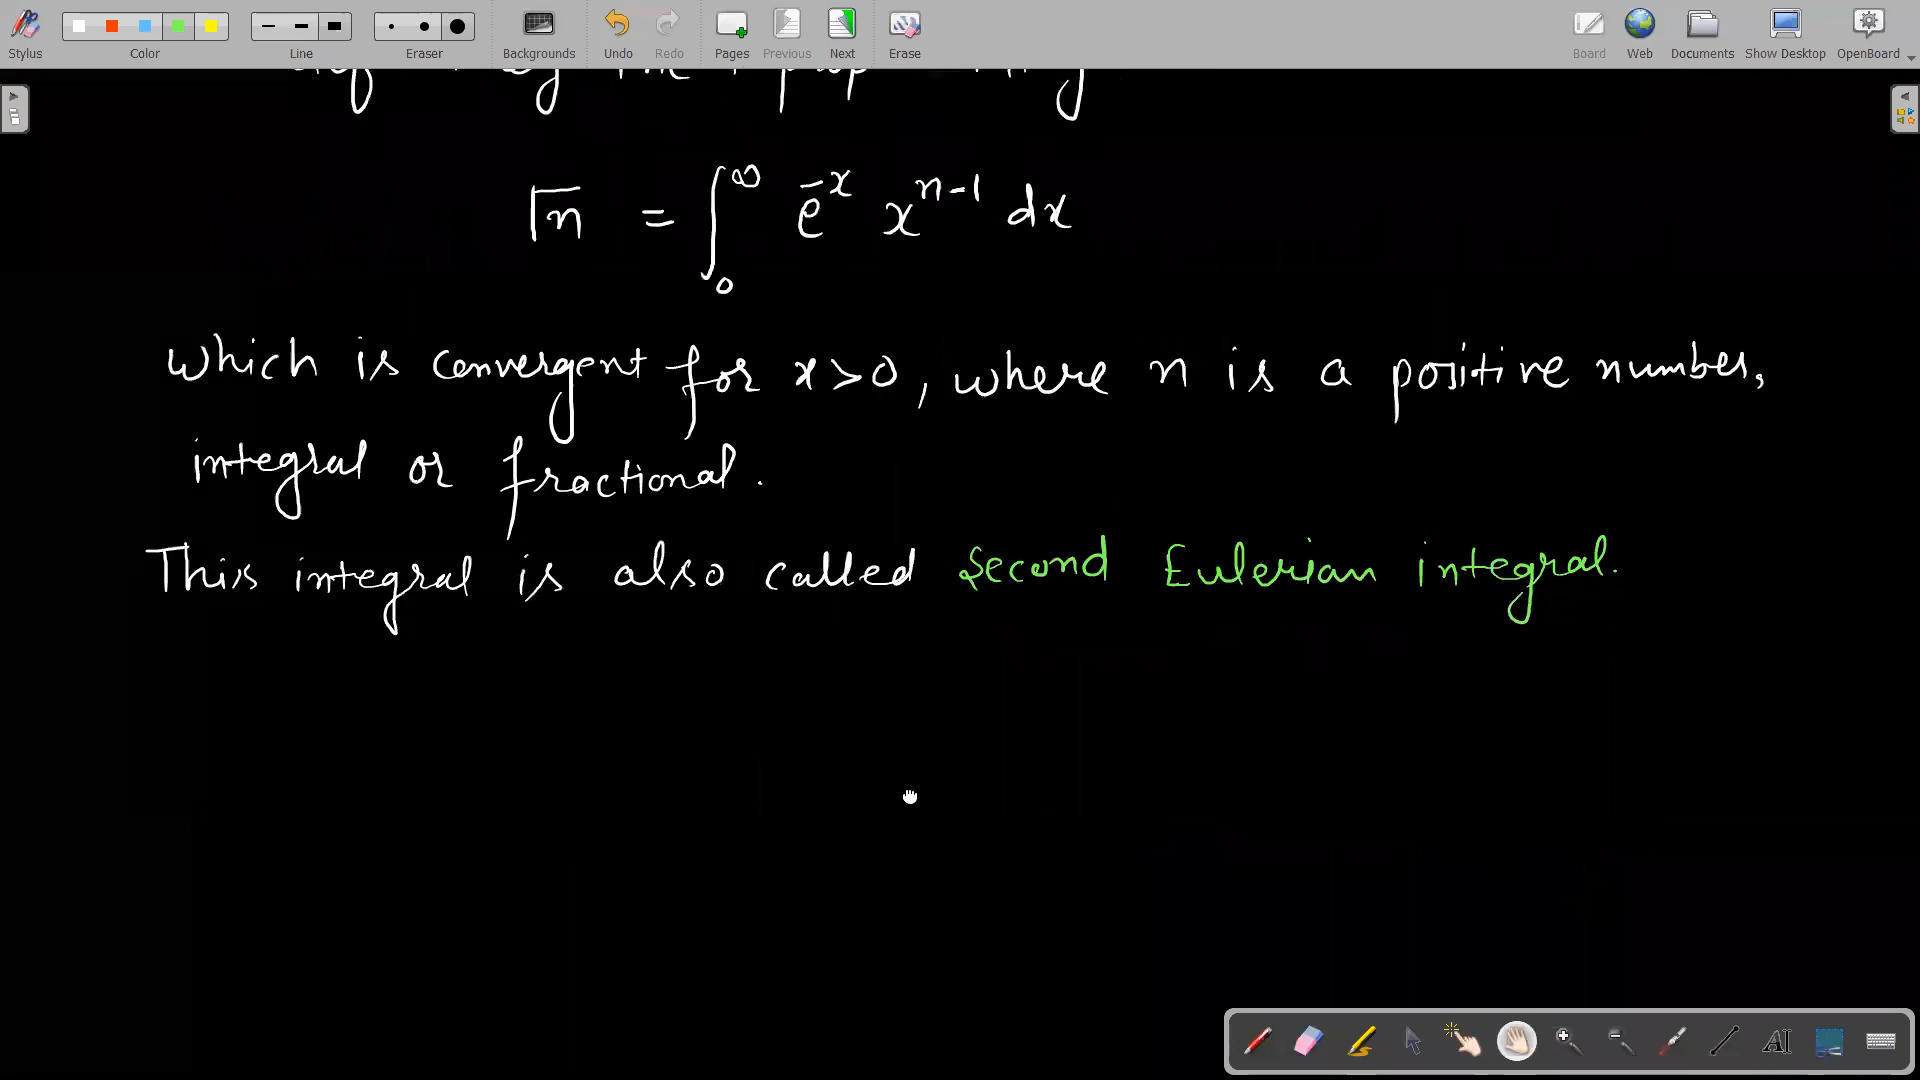 Stylus Color Line Eraser Backgrounds Undo Redo Pages Previous Next Erase Board Web Documents Show Desktop OpenBoard
by the
Γn = ∫₀^∞ e^-x x^n-1 dx
Which is convergent for x>0, where n is a positive number,
integral or fractional.
This integral is also called Second Eulerian integral.